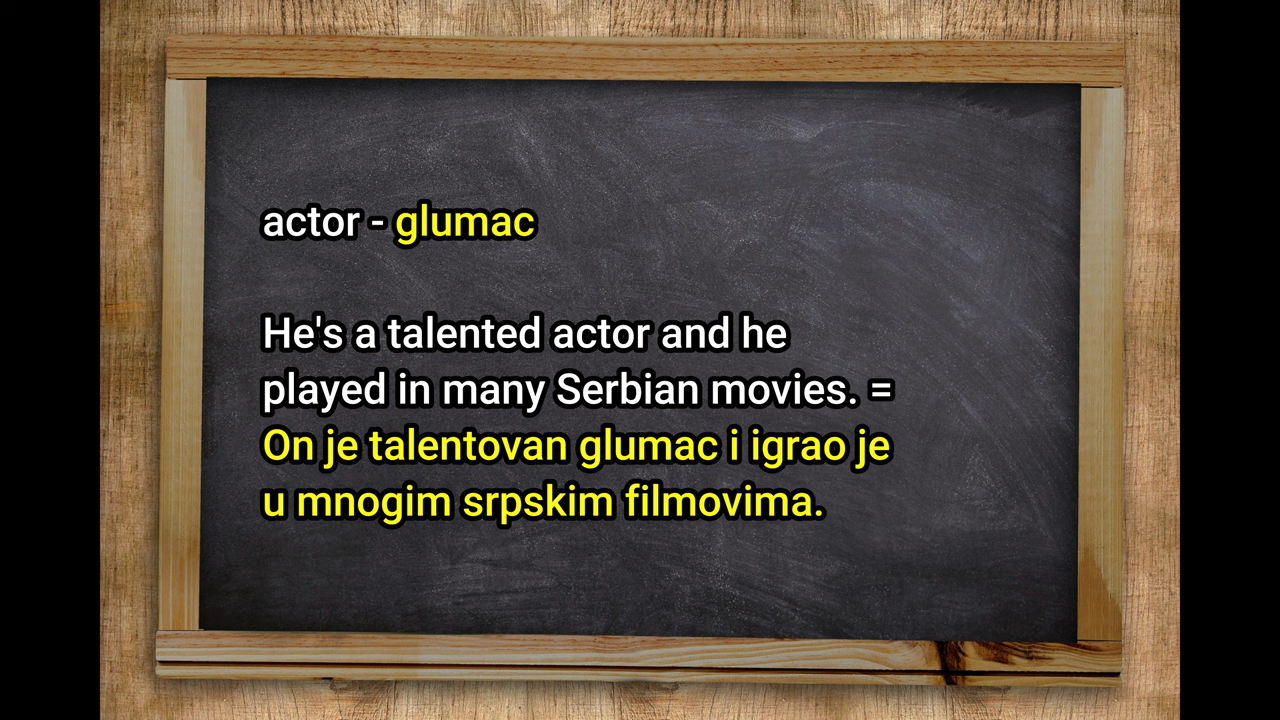 actor - glumac
He's a talented actor and he
played in many Serbian movies. =
On je talentovan glumac i igrao je
u mnogim srpskim filmovima.